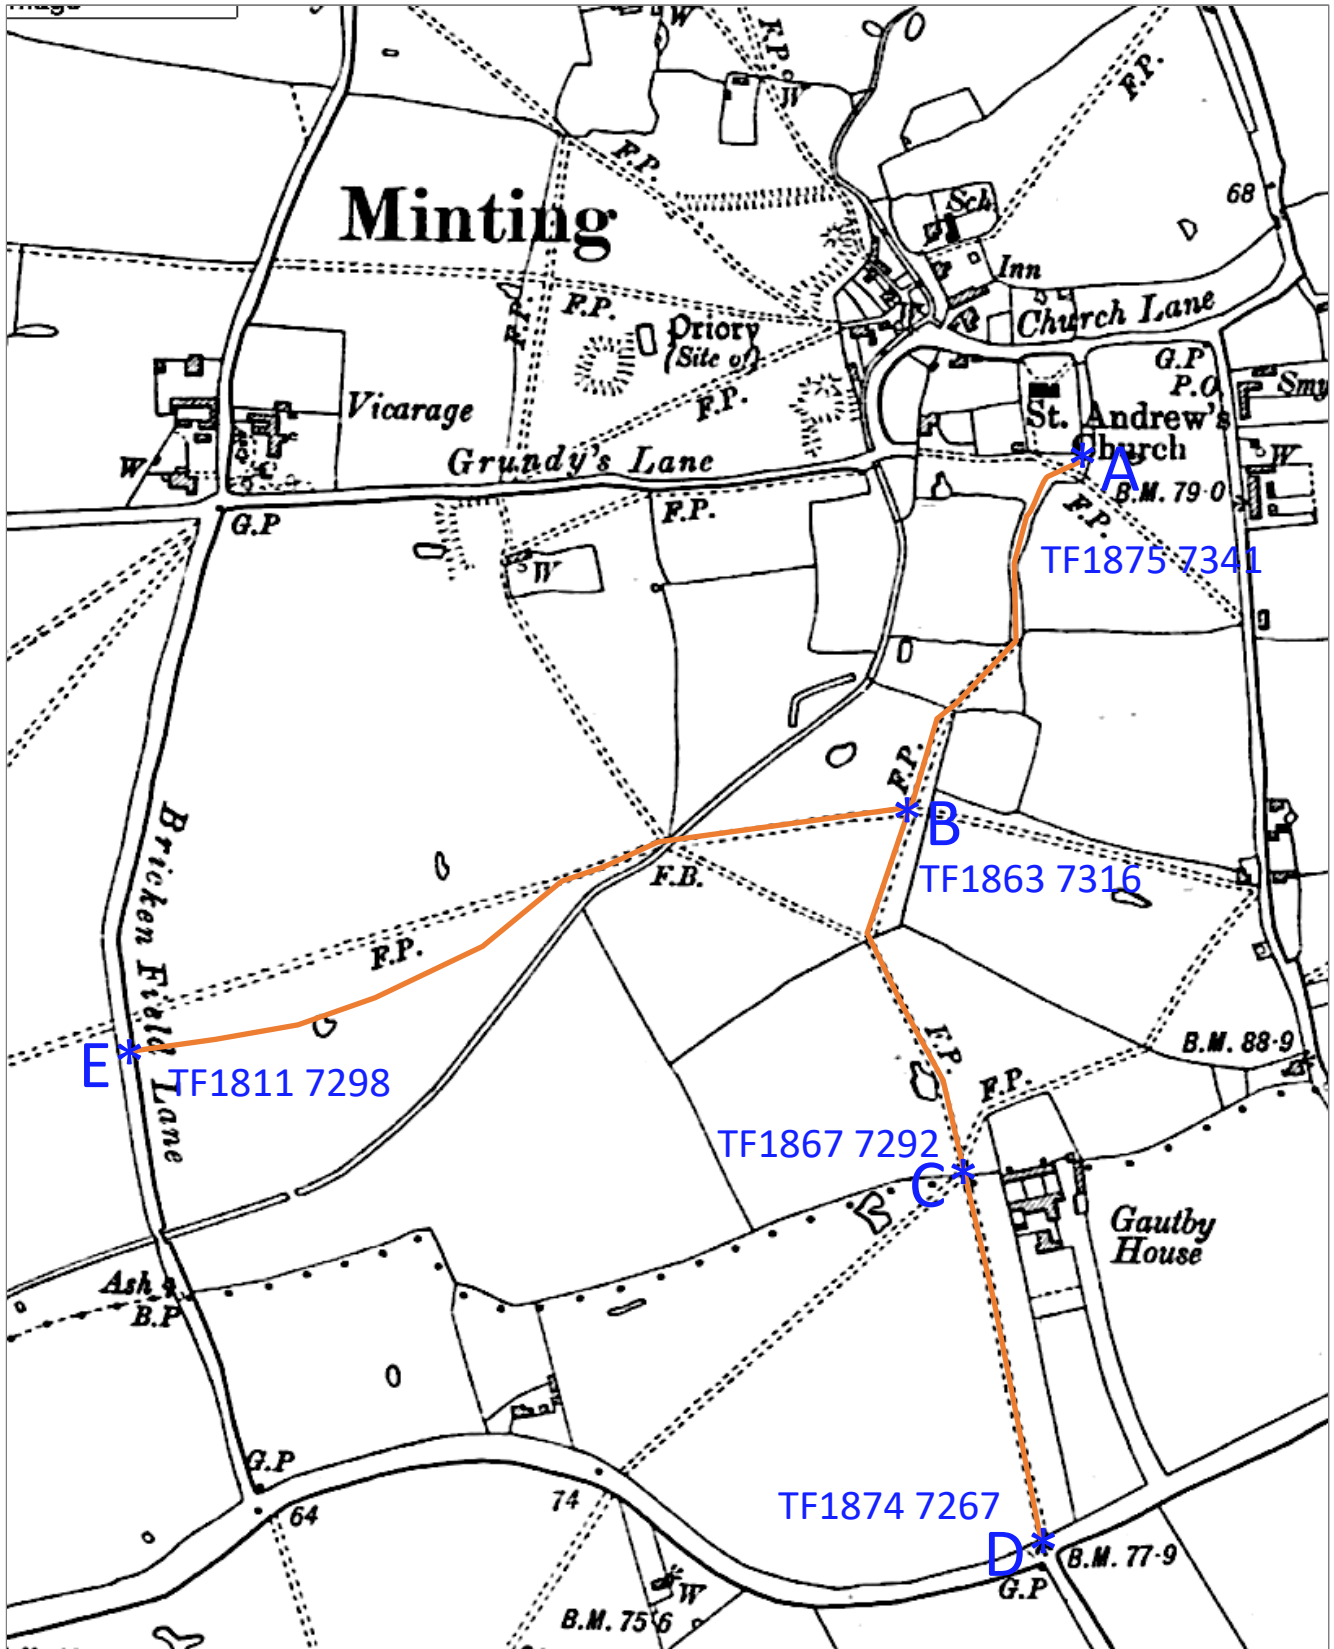 W
F.P.
F.P.
W
F.P.
68
Minting
Sch
Inn
F.P.
F.P.
Priory
(Site of)
Church Lane
G.P
P.O
Smy
Vicarage
F.P.
St. Andrew's
Church
A
W
W
Grundy's Lane
B.M. 79·0
F.P.
F.P.
G.P
TF1875 7341
W
F.P.
B
TF1863 7316
F.B.
Bricken Field Lane
F.P.
F.P.
B.M. 88·9
E
TF1811 7298
F.P.
TF1867 7292
C
Gautby
House
Ash
B.P
G.P
64
74
TF1874 7267
D
B.M. 77·9
G.P
W
B.M. 75·6